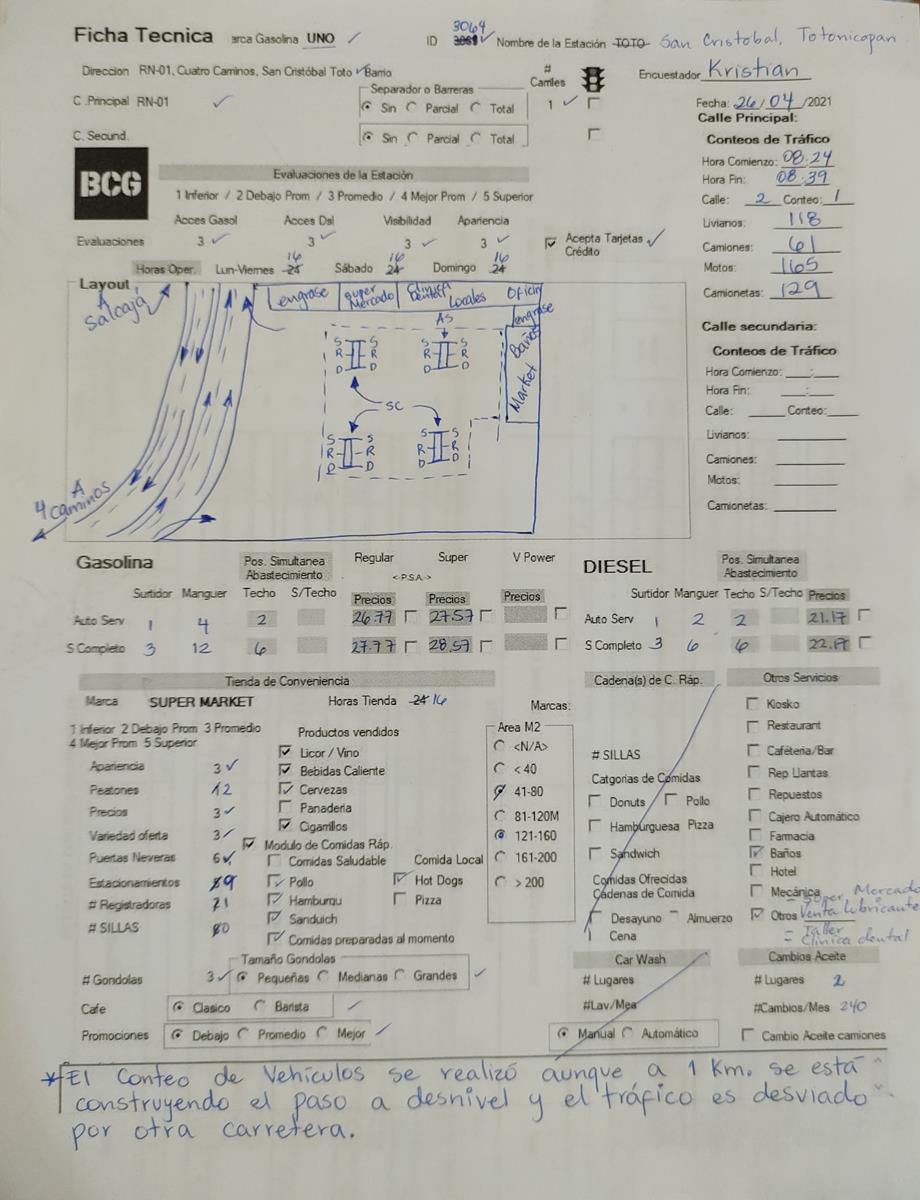 Ficha Tecnica arca Gasolina UNO ID 3064 3061 Nombre de la Estación TOTO San Cristobal, Totonicapan
Direccion RN-01, Cuatro Caminos, San Cristóbal Toto Barrio # Carriles Encuestador Kristian
Separador o Barreras
C .Principal RN-01 Sin Parcial Total 1 Fecha: 26/04/2021
C. Secund. Sin Parcial Total
Calle Principal:
Conteos de Tráfico
Hora Comienzo: 08:24
Hora Fin: 08:39
Calle: 2 Conteo: 1
Livianos: 118
Camiones: 61
Motos: 165
Camionetas: 129
BCG
Evaluaciones de la Estación
1 Inferior / 2 Debajo Prom / 3 Promedio / 4 Mejor Prom / 5 Superior
Acces Gasol Acces Dsl Visibilidad Apariencia
Evaluaciones 3 3 3 3 Acepta Tarjetas Crédito
16 16 16
Horas Oper. Lun-Viernes 24 Sábado 24 Domingo 24
Calle secundaria:
Conteos de Tráfico
Hora Comienzo: __:__
Hora Fin: __:__
Calle: ____ Conteo: ____
Livianos: ____
Camiones: ____
Motos: ____
Camionetas: ____
Layout
A Salcajá
engrase Super Mercado Clinica Dental Locales Oficin
engrase
Baños
Market
AS
S S S S
R R R R
D D D D
SC
S S S S
R R R R
D D D D
A 4 caminos
Gasolina Pos. Simultanea Abastecimiento Regular Super V Power
<-P.S.A.->
Surtidor Manguer Techo S/Techo Precios Precios Precios
Auto Serv 1 4 2 26.77 27.57
S Completo 3 12 6 27.77 28.57
DIESEL Pos. Simultanea Abastecimiento
Surtidor Manguer Techo S/Techo Precios
Auto Serv 1 2 2 21.17
S Completo 3 6 6 22.17
Tienda de Conveniencia
Marca SUPER MARKET Horas Tienda 24 16
1 Inferior 2 Debajo Prom 3 Promedio
4 Mejor Prom 5 Superior
Apariencia 3
Peatones 12
Precios 3
Variedad oferta 3
Puertas Neveras 6
Estacionamientos 9
# Registradoras 1
# SILLAS 0
# Gondolas 3
Productos vendidos
Licor / Vino
Bebidas Caliente
Cervezas
Panaderia
Cigarrillos
Modulo de Comidas Ráp.
Comidas Saludable Comida Local
Pollo Hot Dogs
Hamburgu Pizza
Sanduich
Comidas preparadas al momento
Tamaño Gondolas
Pequeñas Medianas Grandes
Cafe Clasico Barista
Promociones Debajo Promedio Mejor
Marcas:
Area M2
<N/A>
< 40
41-80
81-120M
121-160
161-200
> 200
Cadena(s) de C. Ráp.
# SILLAS
Catgorias de Comidas
Donuts Pollo
Hamburguesa Pizza
Sandwich
Comidas Ofrecidas
Cadenas de Comida
Desayuno Almuerzo
Cena
Car Wash
# Lugares
#Lav/Mes
Manual Automático
Otros Servicios
Kiosko
Restaurant
Cafeteria/Bar
Rep Llantas
Repuestos
Cajero Automático
Farmacia
Baños
Hotel
Mecánica
- Super Mercado
Otros Venta Lubricante
= Taller
= Clinica dental
Cambios Aceite
# Lugares 2
#Cambios/Mes 240
Cambio Aceite camiones
* El Conteo de Vehículos se realizó aunque a 1 Km. se está
construyendo el paso a desnivel y el tráfico es desviado
por otra carretera.